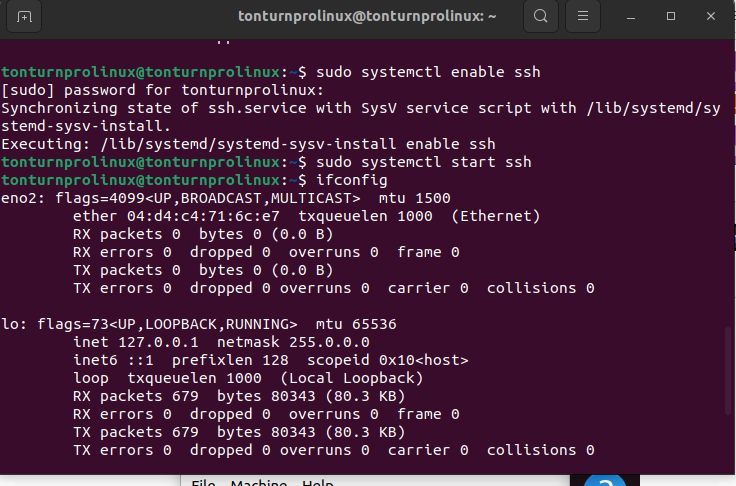 tonturnprolinux@tonturnprolinux: ~
tonturnprolinux@tonturnprolinux:~$ sudo systemctl enable ssh
[sudo] password for tonturnprolinux:
Synchronizing state of ssh.service with SysV service script with /lib/systemd/sy
stemd-sysv-install.
Executing: /lib/systemd/systemd-sysv-install enable ssh
tonturnprolinux@tonturnprolinux:~$ sudo systemctl start ssh
tonturnprolinux@tonturnprolinux:~$ ifconfig
eno2: flags=4099<UP,BROADCAST,MULTICAST>  mtu 1500
        ether 04:d4:c4:71:6c:e7  txqueuelen 1000  (Ethernet)
        RX packets 0  bytes 0 (0.0 B)
        RX errors 0  dropped 0  overruns 0  frame 0
        TX packets 0  bytes 0 (0.0 B)
        TX errors 0  dropped 0 overruns 0  carrier 0  collisions 0

lo: flags=73<UP,LOOPBACK,RUNNING>  mtu 65536
        inet 127.0.0.1  netmask 255.0.0.0
        inet6 ::1  prefixlen 128  scopeid 0x10<host>
        loop  txqueuelen 1000  (Local Loopback)
        RX packets 679  bytes 80343 (80.3 KB)
        RX errors 0  dropped 0  overruns 0  frame 0
        TX packets 679  bytes 80343 (80.3 KB)
        TX errors 0  dropped 0 overruns 0  carrier 0  collisions 0
File Machine Help